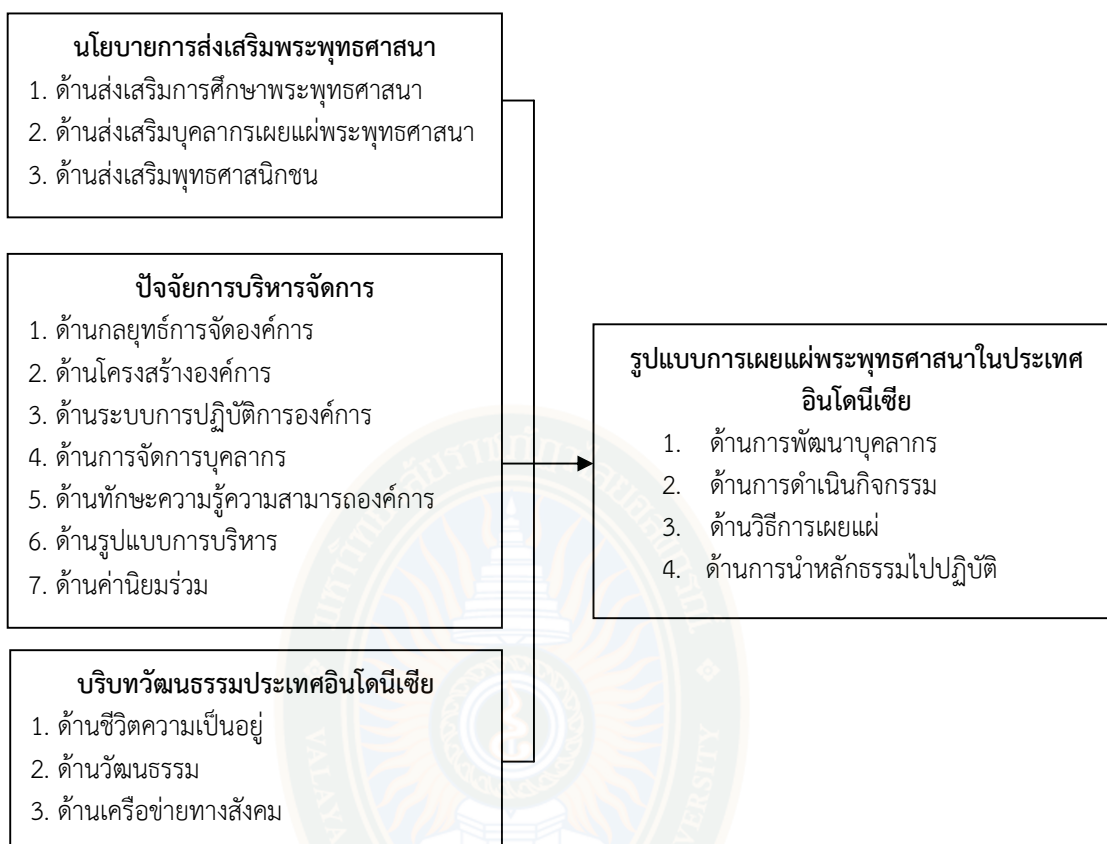 นโยบายการส่งเสริมพระพุทธศาสนา
1. ด้านส่งเสริมการศึกษาพระพุทธศาสนา
2. ด้านส่งเสริมบุคลากรเผยแผ่พระพุทธศาสนา
3. ด้านส่งเสริมพุทธศาสนิกชน
ปัจจัยการบริหารจัดการ
1. ด้านกลยุทธ์การจัดองค์การ
2. ด้านโครงสร้างองค์การ
3. ด้านระบบการปฏิบัติการองค์การ
4. ด้านการจัดการบุคลากร
5. ด้านทักษะความรู้ความสามารถองค์การ
6. ด้านรูปแบบการบริหาร
7. ด้านค่านิยมร่วม
บริบทวัฒนธรรมประเทศอินโดนีเซีย
1. ด้านชีวิตความเป็นอยู่
2. ด้านวัฒนธรรม
3. ด้านเครือข่ายทางสังคม
รูปแบบการเผยแผ่พระพุทธศาสนาในประเทศ
อินโดนีเซีย
1. ด้านการพัฒนาบุคลากร
2. ด้านการดำเนินกิจกรรม
3. ด้านวิธีการเผยแผ่
4. ด้านการนำหลักธรรมไปปฏิบัติ